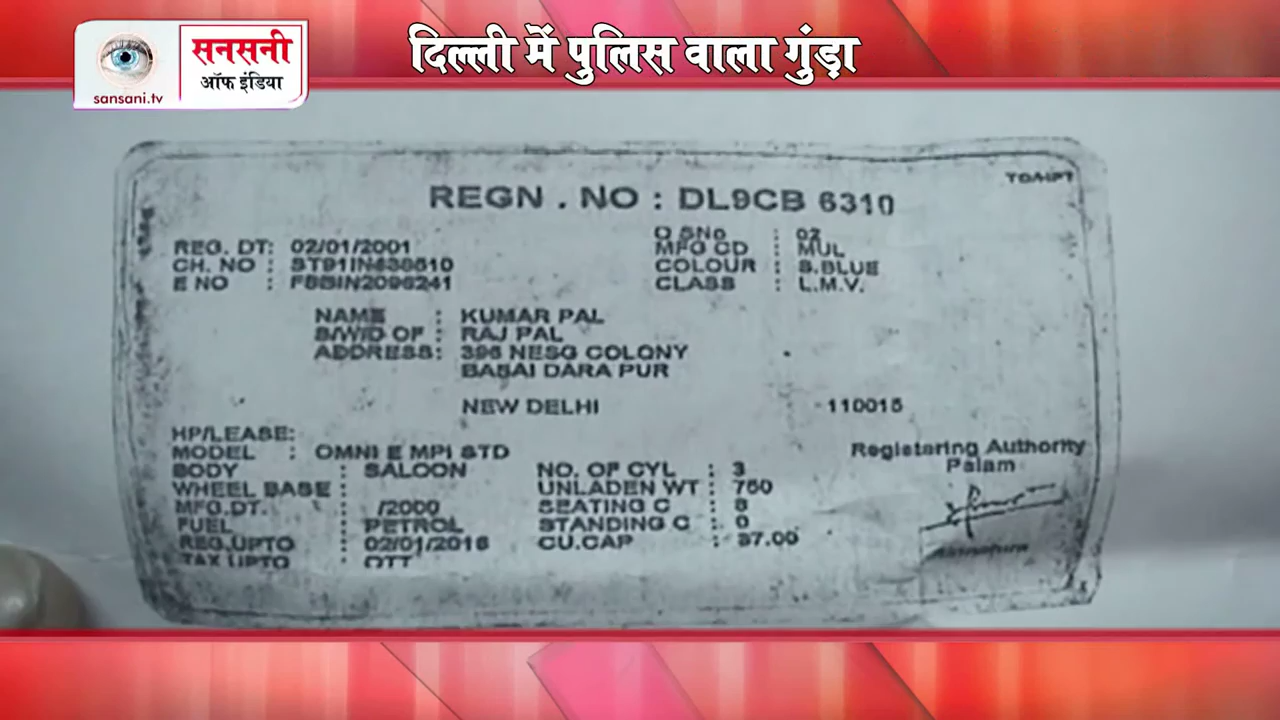 सनसनी
ऑफ इंडिया
sansani.tv
दिल्ली में पुलिस वाला गुंड़ा
REGN . NO : DL9CB 6310
REG. DT: 02/01/2001
CH. NO :
E NO :
O SNo : 02
MFG CD : MUL
COLOUR : S.BLUE
CLASS : L.M.V.
NAME : KUMAR PAL
S/W/D OF : RAJ PAL
ADDRESS: 396 NESG COLONY
BASAI DARA PUR
NEW DELHI 110015
HP/LEASE:
MODEL : OMNI E MPI STD
BODY : SALOON
WHEEL BASE :
MFG.DT. : /2000
FUEL : PETROL
REG.UPTO : 02/01/2016
TAX UPTO : OTT
NO. OF CYL : 3
UNLADEN WT : 760
SEATING C : 8
STANDING C : 0
CU.CAP : 37.00
Registering Authority
Palam